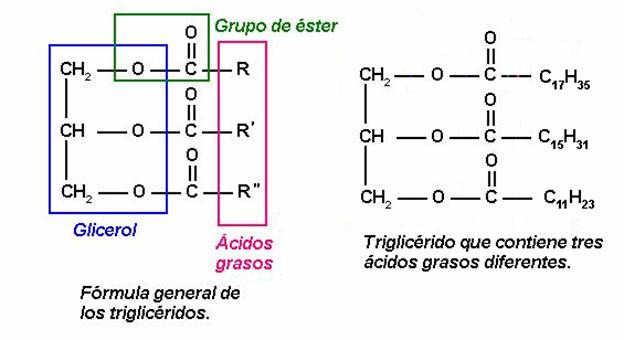 Grupo de éster
O
CH2 O C R
O
CH O C R'
O
CH2 O C R"
Glicerol
Ácidos
grasos
Fórmula general de
los triglicéridos.
O
CH2 O C C17H35
O
CH O C C15H31
O
CH2 O C C11H23
Triglicérido que contiene tres
ácidos grasos diferentes.